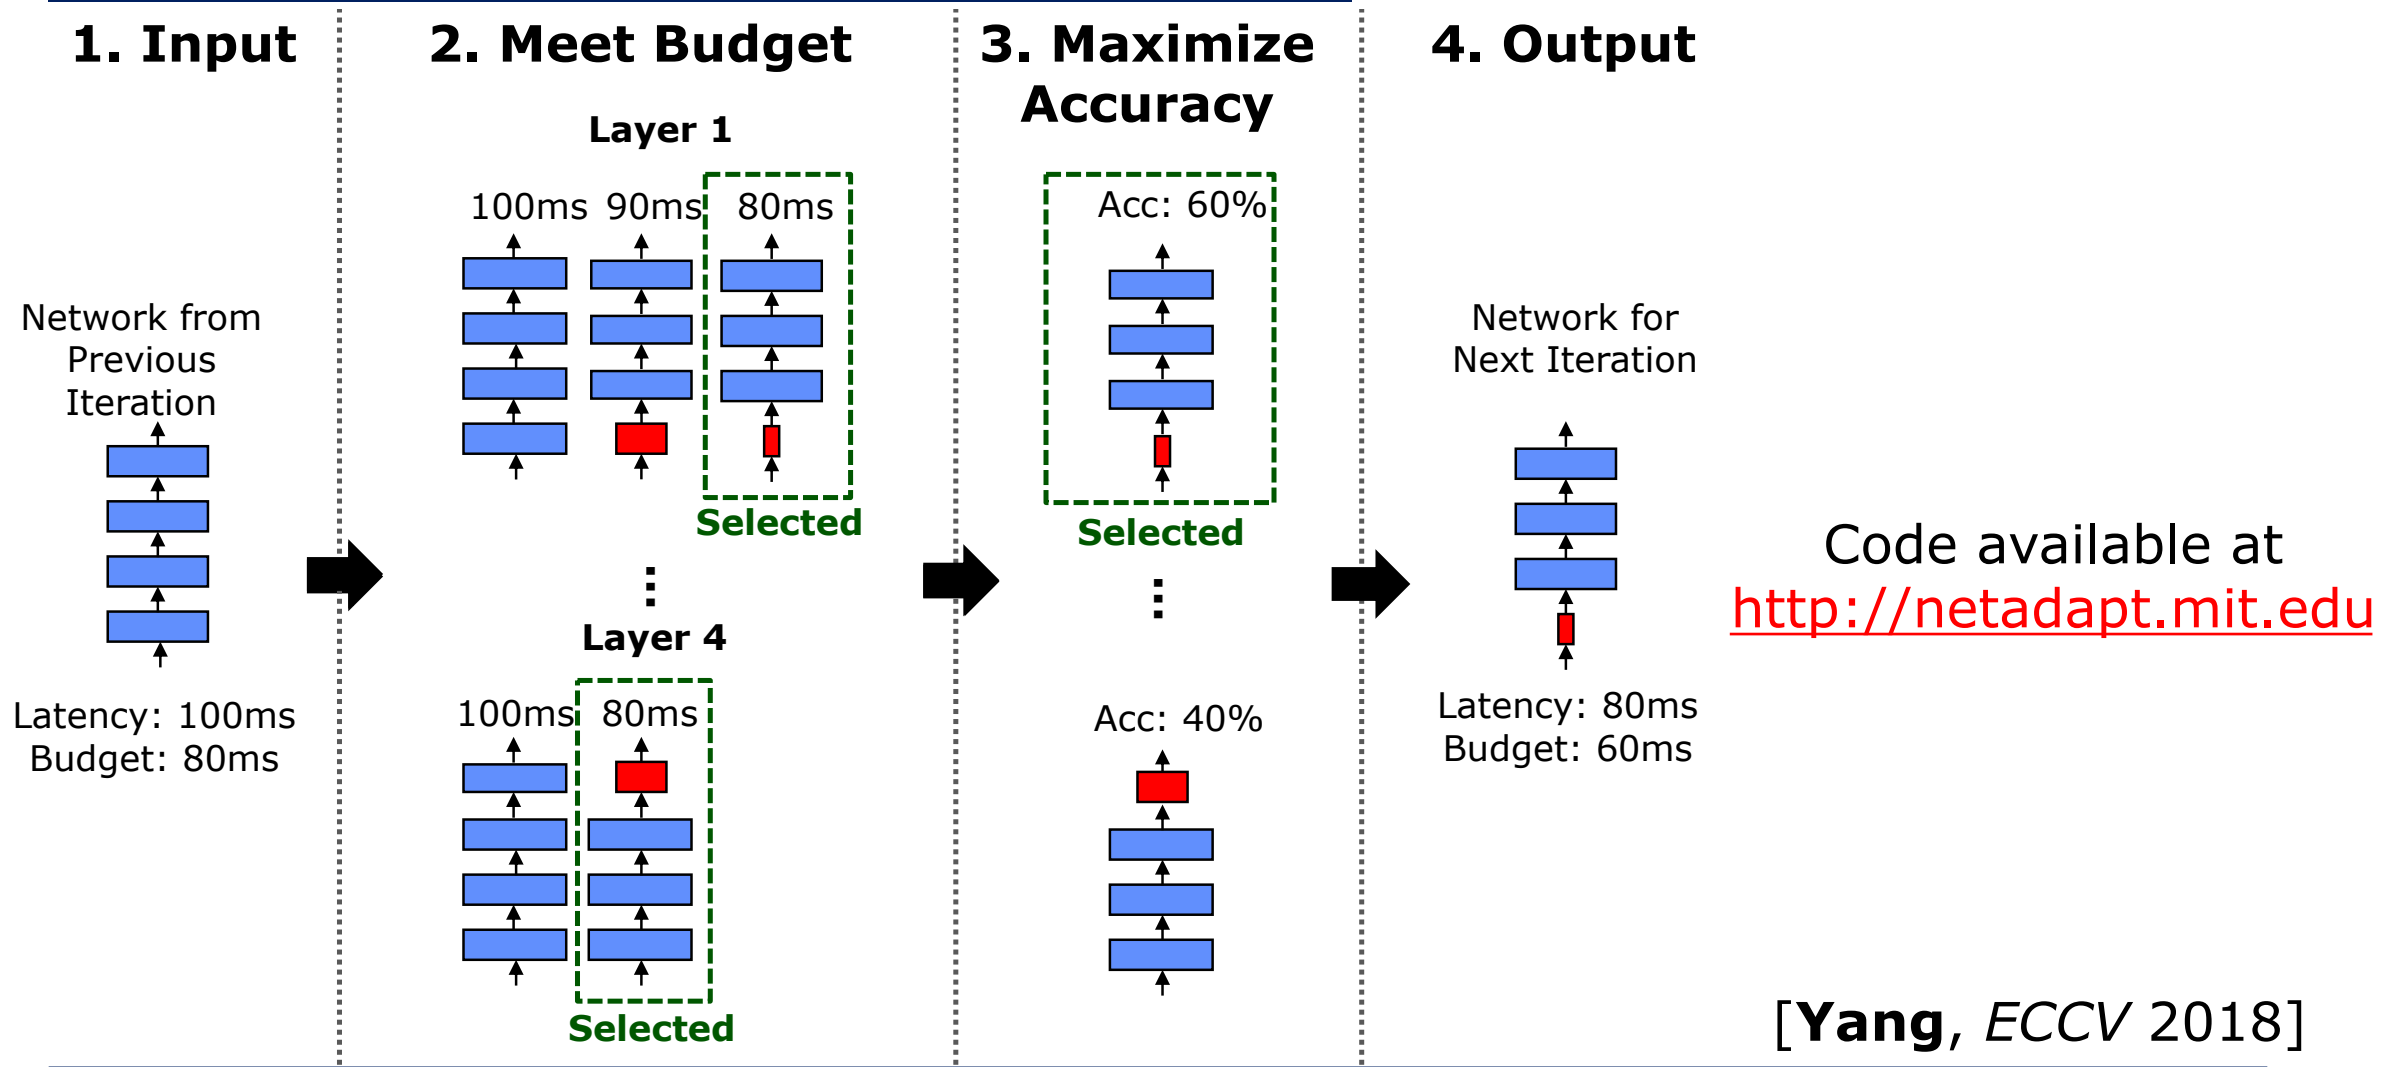 1. Input
2. Meet Budget
3. Maximize
Accuracy
4. Output
Network from
Previous
Iteration
Latency: 100ms
Budget: 80ms
Layer 1
100ms 90ms 80ms
Selected
⋮
Layer 4
100ms 80ms
Selected
Acc: 60%
Selected
⋮
Acc: 40%
Network for
Next Iteration
Latency: 80ms
Budget: 60ms
Code available at
http://netadapt.mit.edu
[Yang, ECCV 2018]